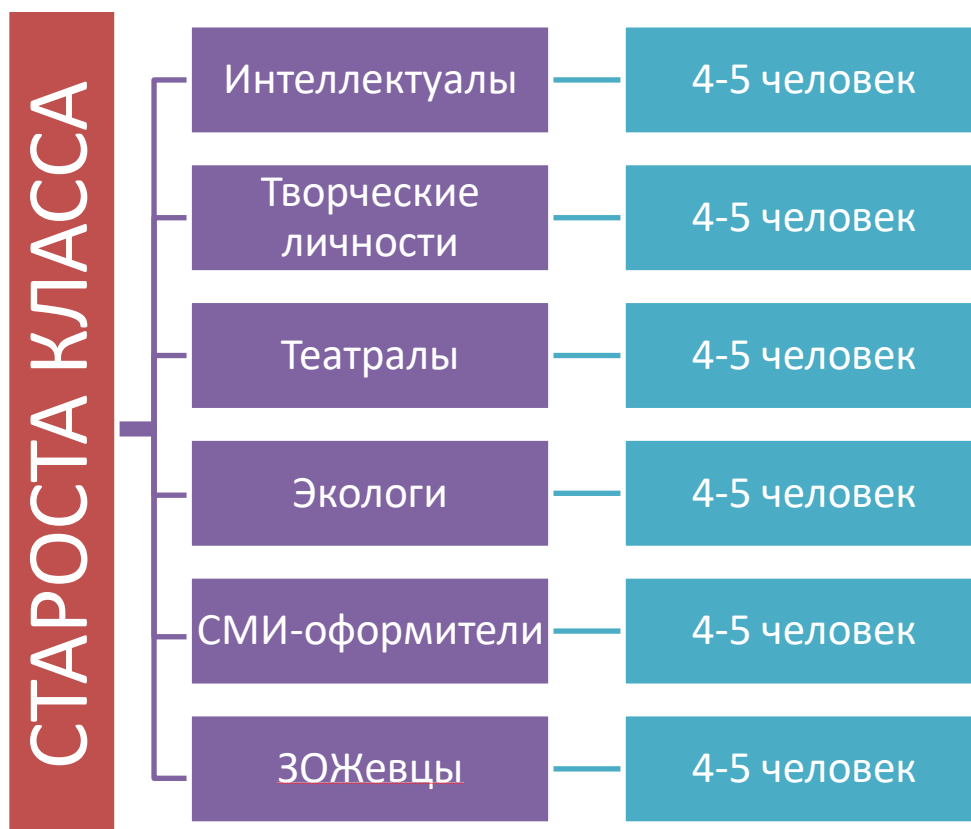 СТАРОСТА КЛАССА
Интеллектуалы
4-5 человек
Творческие
личности
4-5 человек
Театралы
4-5 человек
Экологи
4-5 человек
СМИ-оформители
4-5 человек
ЗОЖевцы
4-5 человек